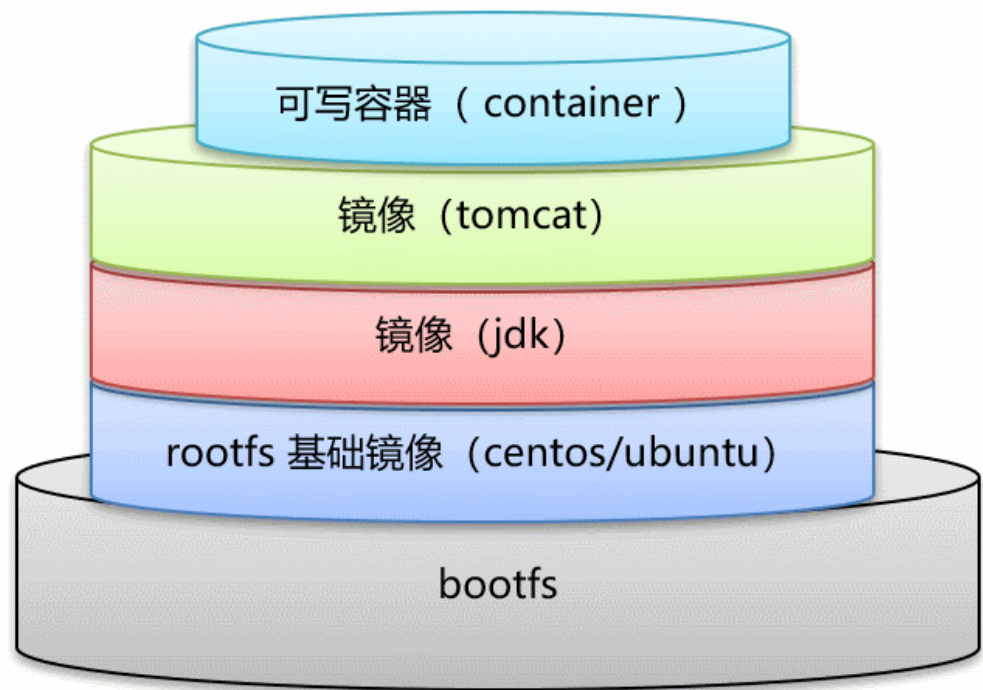 可写容器（ container ）
镜像（tomcat）
镜像（jdk）
rootfs 基础镜像（centos/ubuntu）
bootfs